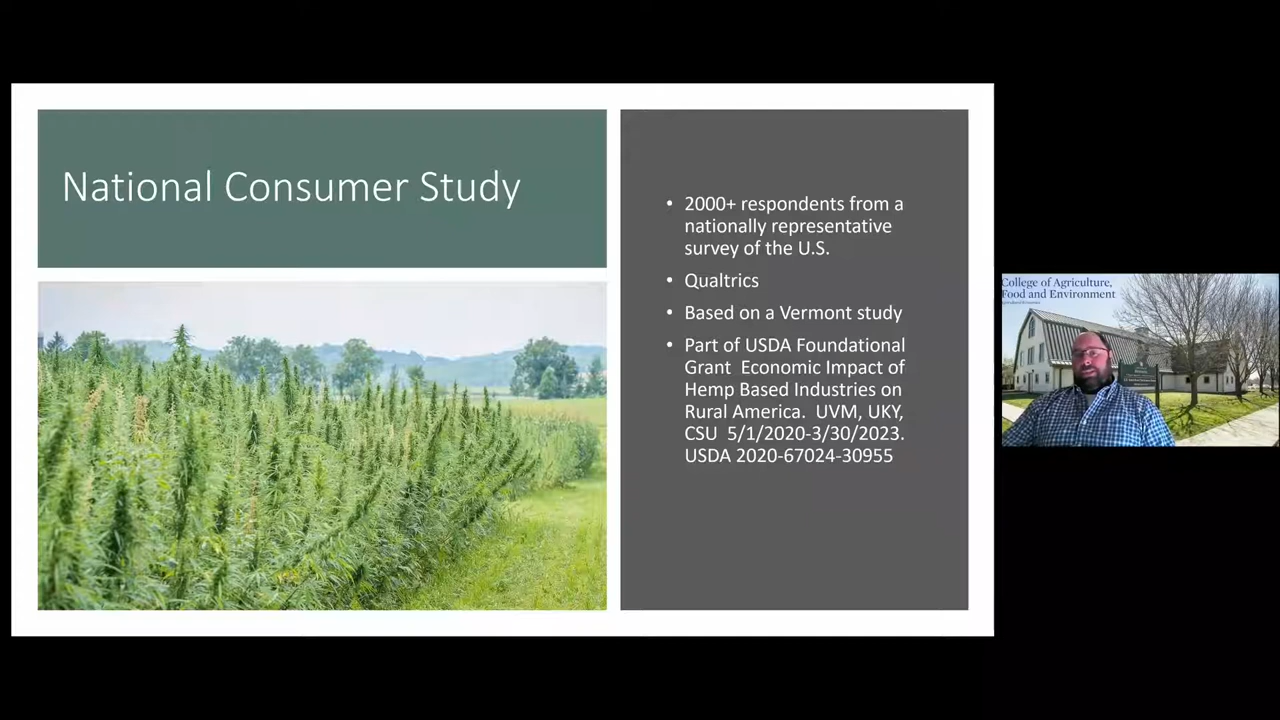 National Consumer Study
• 2000+ respondents from a
nationally representative
survey of the U.S.
• Qualtrics
• Based on a Vermont study
• Part of USDA Foundational
Grant Economic Impact of
Hemp Based Industries on
Rural America. UVM, UKY,
CSU 5/1/2020-3/30/2023.
USDA 2020-67024-30955
College of Agriculture,
Food and Environment